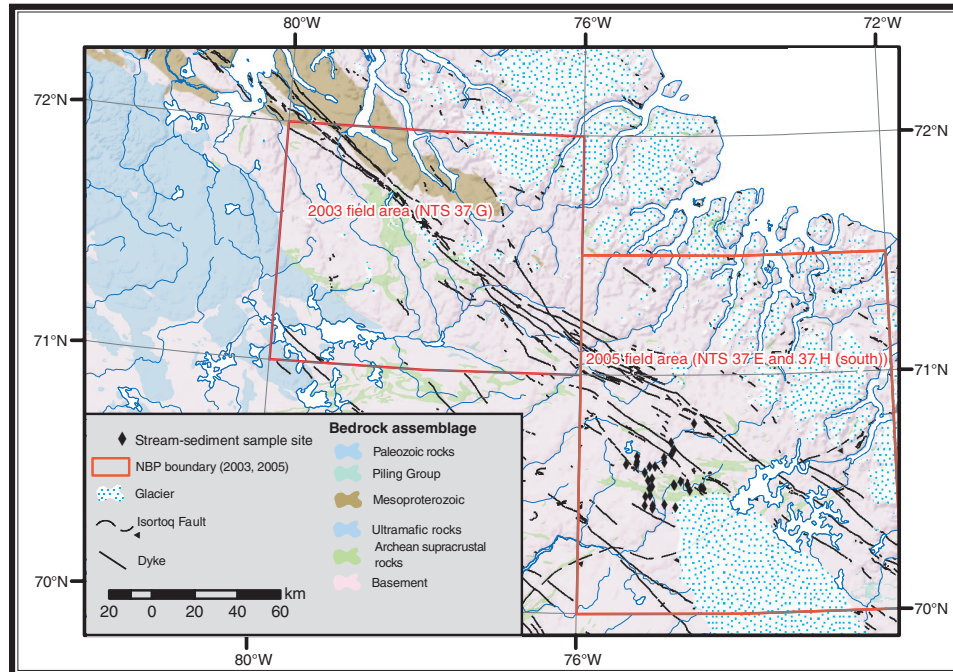 80°W
76°W
72°W
72°N
72°N
2003 field area (NTS 37 G)
71°N
2005 field area (NTS 37 E and 37 H (south))
71°N
Stream-sediment sample site
NBP boundary (2003, 2005)
Glacier
Isortoq Fault
Dyke
km
20
0
20
40
60
Bedrock assemblage
Paleozoic rocks
Piling Group
Mesoproterozoic
Ultramafic rocks
Archean supracrustal
rocks
Basement
70°N
70°N
80°W
76°W